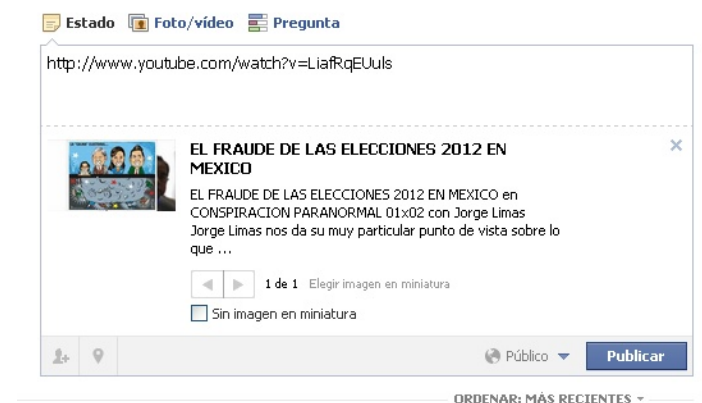 Estado Foto/vídeo Pregunta
http://www.youtube.com/watch?v=LiafRqEUuls
EL FRAUDE DE LAS ELECCIONES 2012 EN
MEXICO
EL FRAUDE DE LAS ELECCIONES 2012 EN MEXICO en
CONSPIRACION PARANORMAL 01x02 con Jorge Limas
Jorge Limas nos da su muy particular punto de vista sobre lo
que ...
1 de 1 Elegir imagen en miniatura
Sin imagen en miniatura
Público Publicar
ORDENAR: MÁS RECIENTES